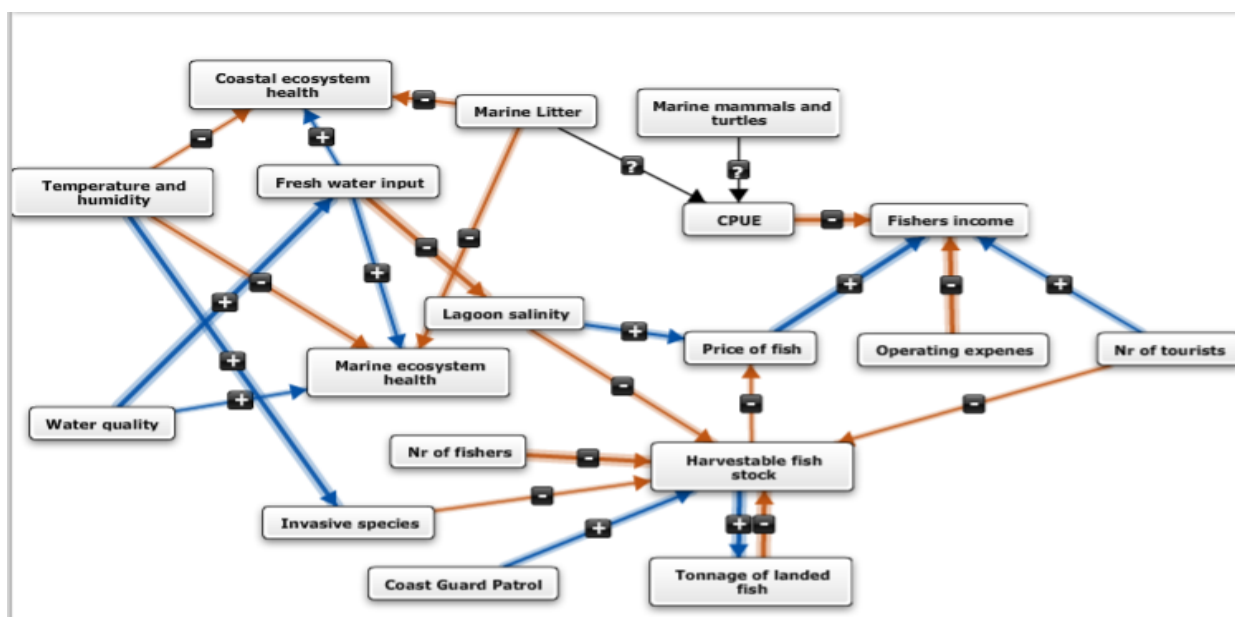 Coastal ecosystem
health
-
Marine Litter
Marine mammals and
turtles
-
+
?
?
Temperature and
humidity
Fresh water input
CPUE
-
Fishers income
-
-
+
-
+
+
-
+
+
Lagoon salinity
+
Price of fish
Operating expenes
Nr of tourists
Marine ecosystem
health
+
+
-
-
-
Water quality
Nr of fishers
-
Harvestable fish
stock
-
Invasive species
+
+
-
Coast Guard Patrol
Tonnage of landed
fish